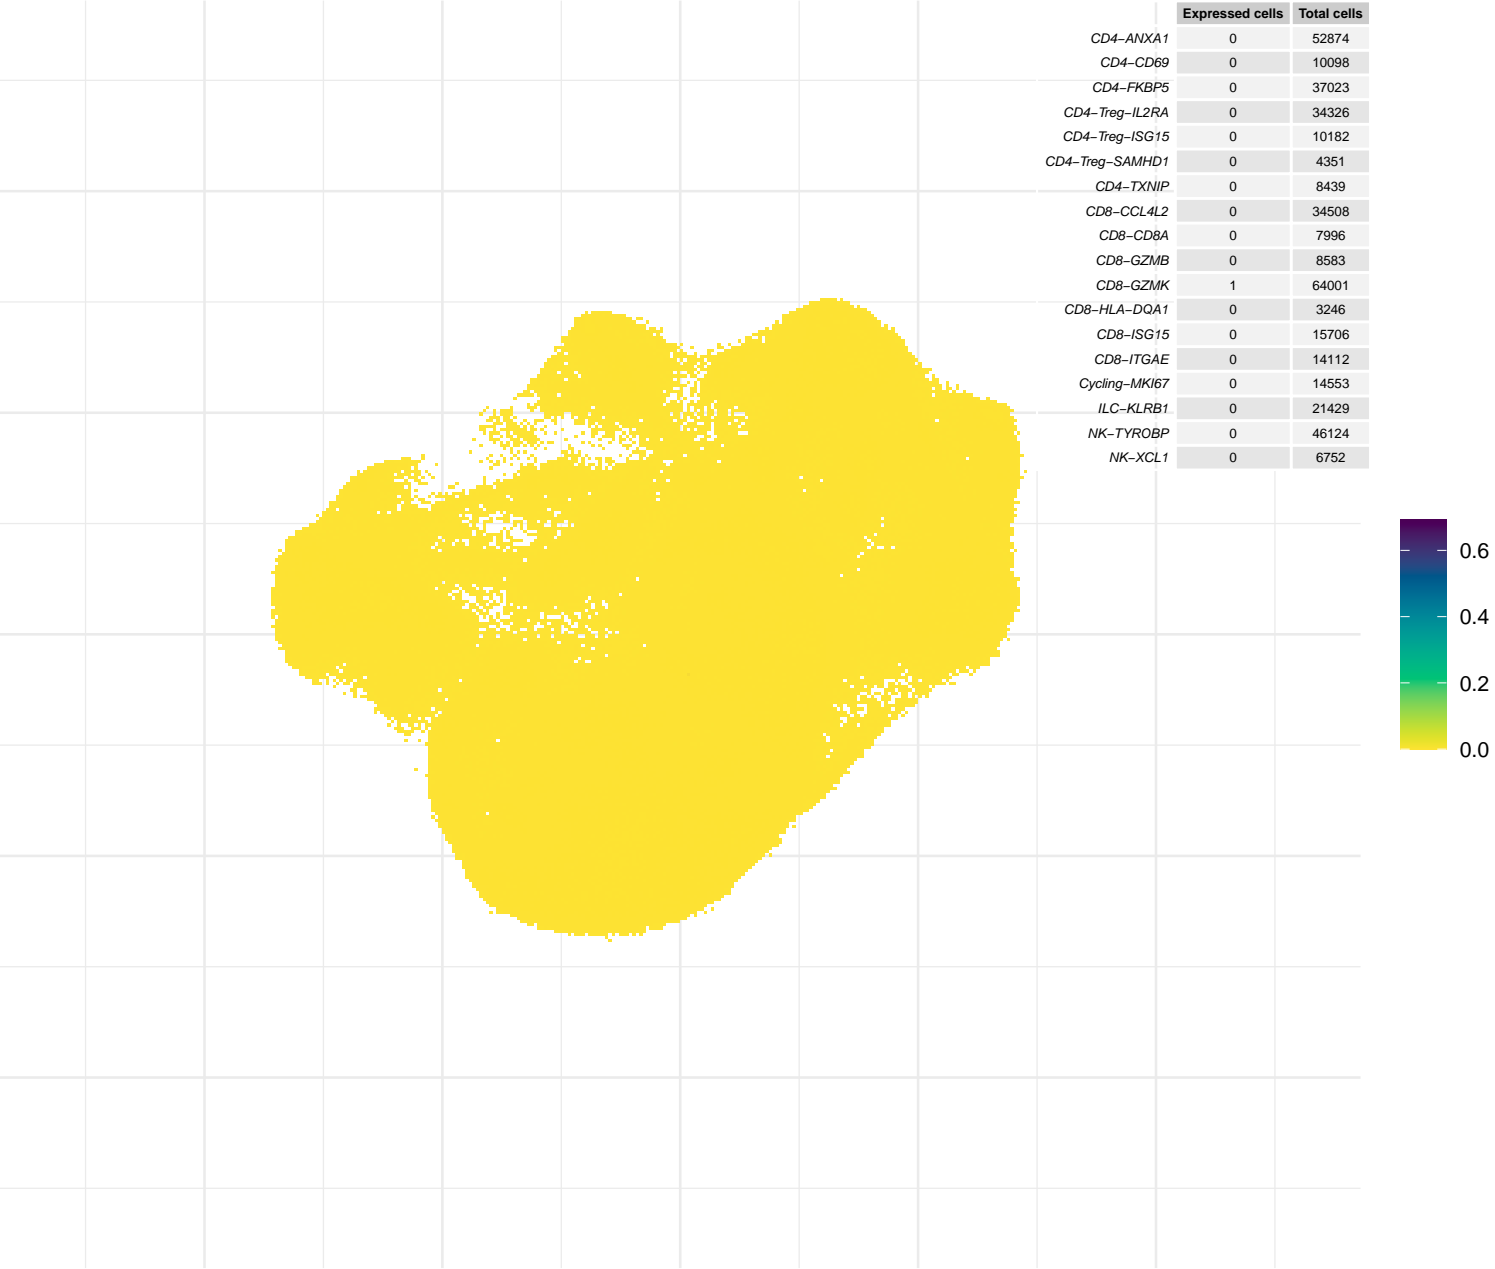 Expressed cells Total cells
CD4−ANXA1 0 52874
CD4−CD69 0 10098
CD4−FKBP5 0 37023
CD4−Treg−IL2RA 0 34326
CD4−Treg−ISG15 0 10182
CD4−Treg−SAMHD1 0 4351
CD4−TXNIP 0 8439
CD8−CCL4L2 0 34508
CD8−CD8A 0 7996
CD8−GZMB 0 8583
CD8−GZMK 1 64001
CD8−HLA−DQA1 0 3246
CD8−ISG15 0 15706
CD8−ITGAE 0 14112
Cycling−MKI67 0 14553
ILC−KLRB1 0 21429
NK−TYROBP 0 46124
NK−XCL1 0 6752
0.6
0.4
0.2
0.0